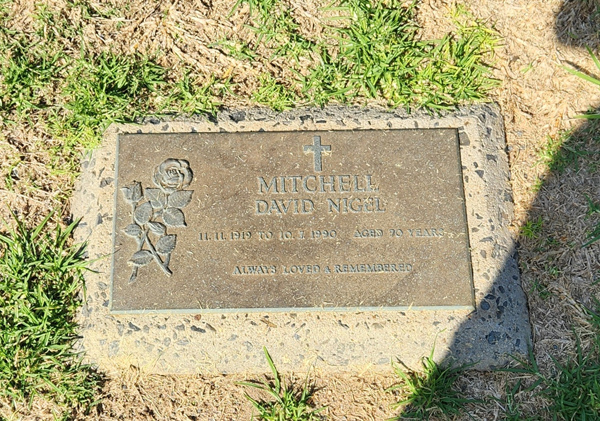 MITCHELL
DAVID NIGEL
11.11.1919 TO 10.7.1990 AGED 70 YEARS
ALWAYS LOVED & REMEMBERED